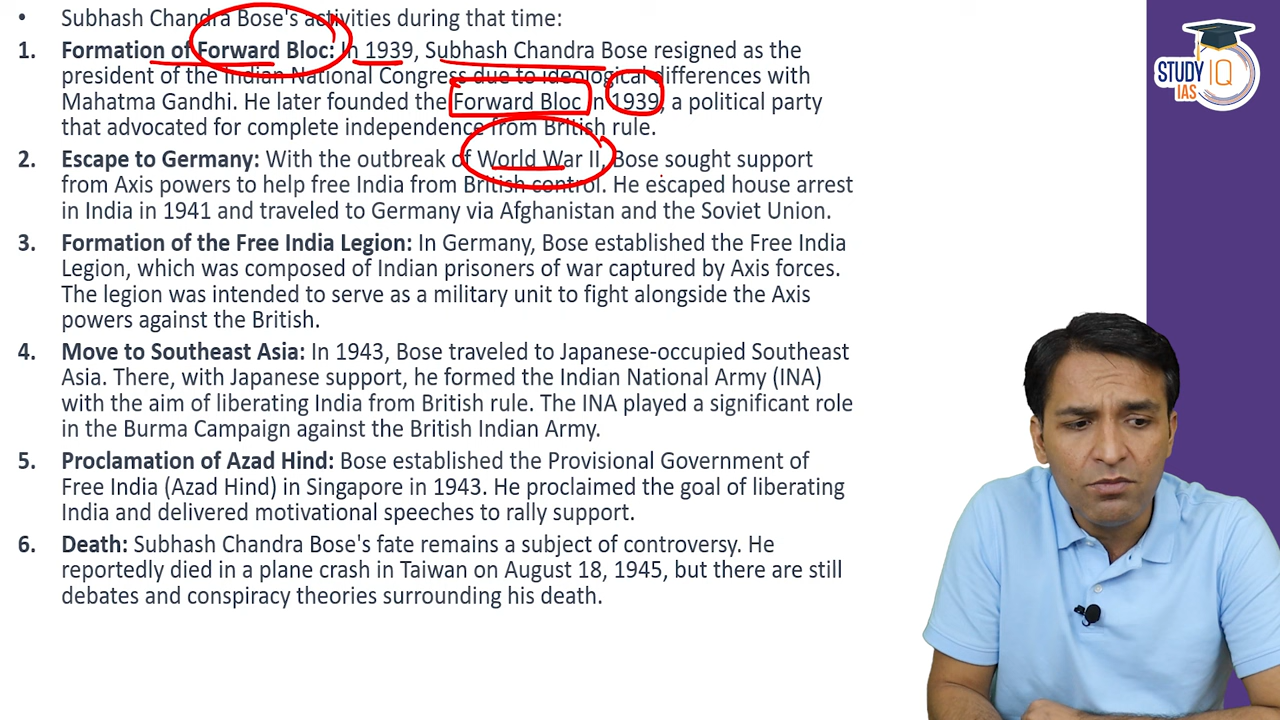 • Subhash Chandra Bose's activities during that time:
1. Formation of Forward Bloc: In 1939, Subhash Chandra Bose resigned as the
president of the Indian National Congress due to ideological differences with
Mahatma Gandhi. He later founded the Forward Bloc in 1939, a political party
that advocated for complete independence from British rule.
2. Escape to Germany: With the outbreak of World War II, Bose sought support
from Axis powers to help free India from British control. He escaped house arrest
in India in 1941 and traveled to Germany via Afghanistan and the Soviet Union.
3. Formation of the Free India Legion: In Germany, Bose established the Free India
Legion, which was composed of Indian prisoners of war captured by Axis forces.
The legion was intended to serve as a military unit to fight alongside the Axis
powers against the British.
4. Move to Southeast Asia: In 1943, Bose traveled to Japanese-occupied Southeast
Asia. There, with Japanese support, he formed the Indian National Army (INA)
with the aim of liberating India from British rule. The INA played a significant role
in the Burma Campaign against the British Indian Army.
5. Proclamation of Azad Hind: Bose established the Provisional Government of
Free India (Azad Hind) in Singapore in 1943. He proclaimed the goal of liberating
India and delivered motivational speeches to rally support.
6. Death: Subhash Chandra Bose's fate remains a subject of controversy. He
reportedly died in a plane crash in Taiwan on August 18, 1945, but there are still
debates and conspiracy theories surrounding his death.
STUDY IQ
IAS